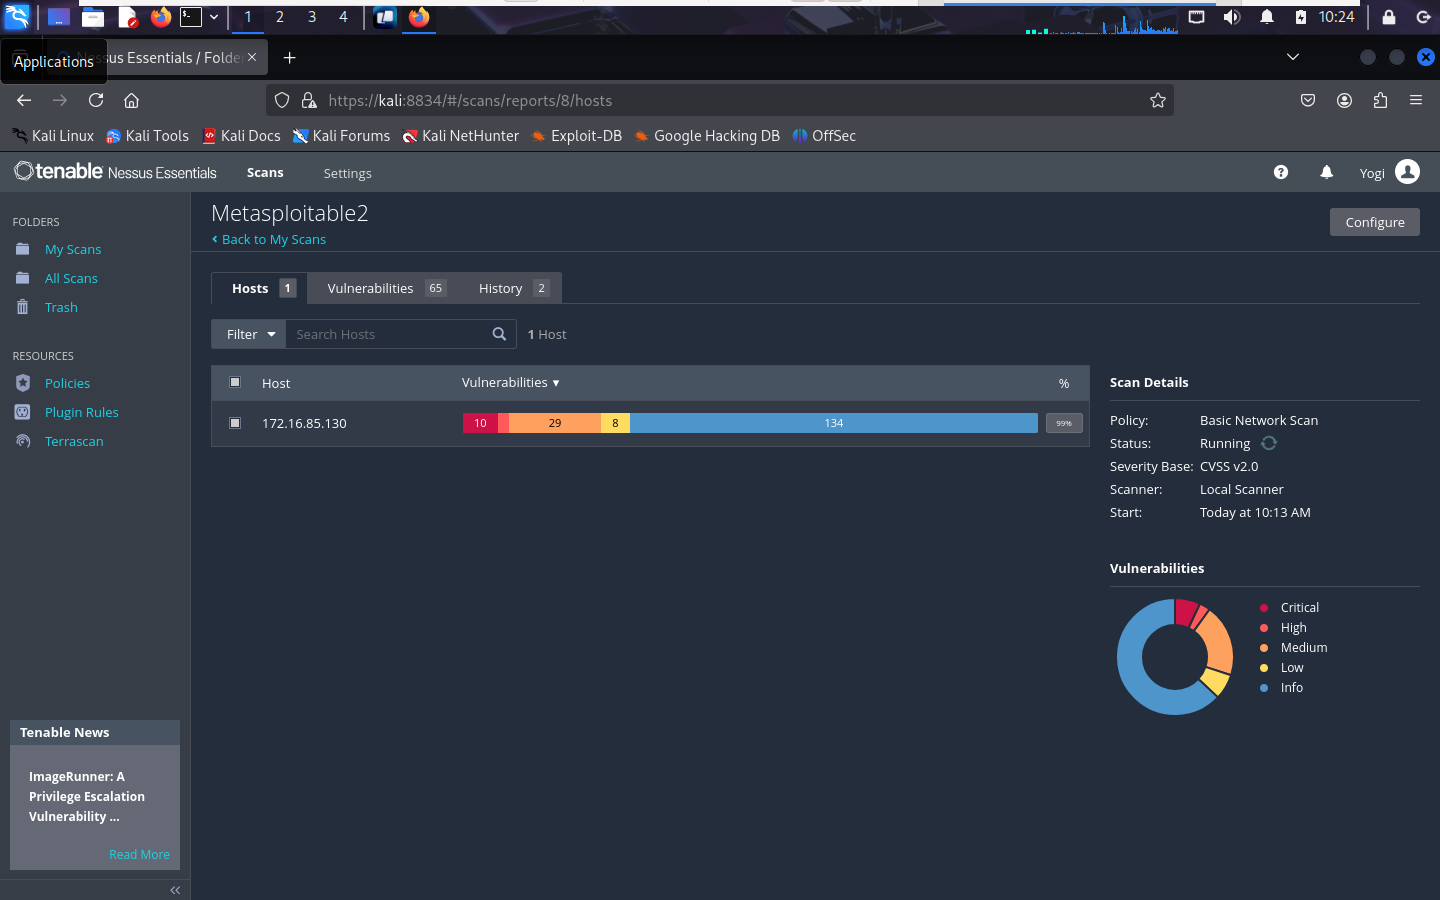 1 2 3 4 10:24
Nessus Essentials / Folde
Applications
https://kali:8834/#/scans/reports/8/hosts
Kali Linux Kali Tools Kali Docs Kali Forums Kali NetHunter Exploit-DB Google Hacking DB OffSec
tenable Nessus Essentials Scans Settings Yogi
FOLDERS
My Scans
All Scans
Trash
RESOURCES
Policies
Plugin Rules
Terrascan
Tenable News
ImageRunner: A
Privilege Escalation
Vulnerability ...
Read More
Metasploitable2
Back to My Scans
Configure
Hosts 1 Vulnerabilities 65 History 2
Filter Search Hosts 1 Host
Host Vulnerabilities %
172.16.85.130 10 29 8 134 99%
Scan Details
Policy: Basic Network Scan
Status: Running
Severity Base: CVSS v2.0
Scanner: Local Scanner
Start: Today at 10:13 AM
Vulnerabilities
Critical
High
Medium
Low
Info